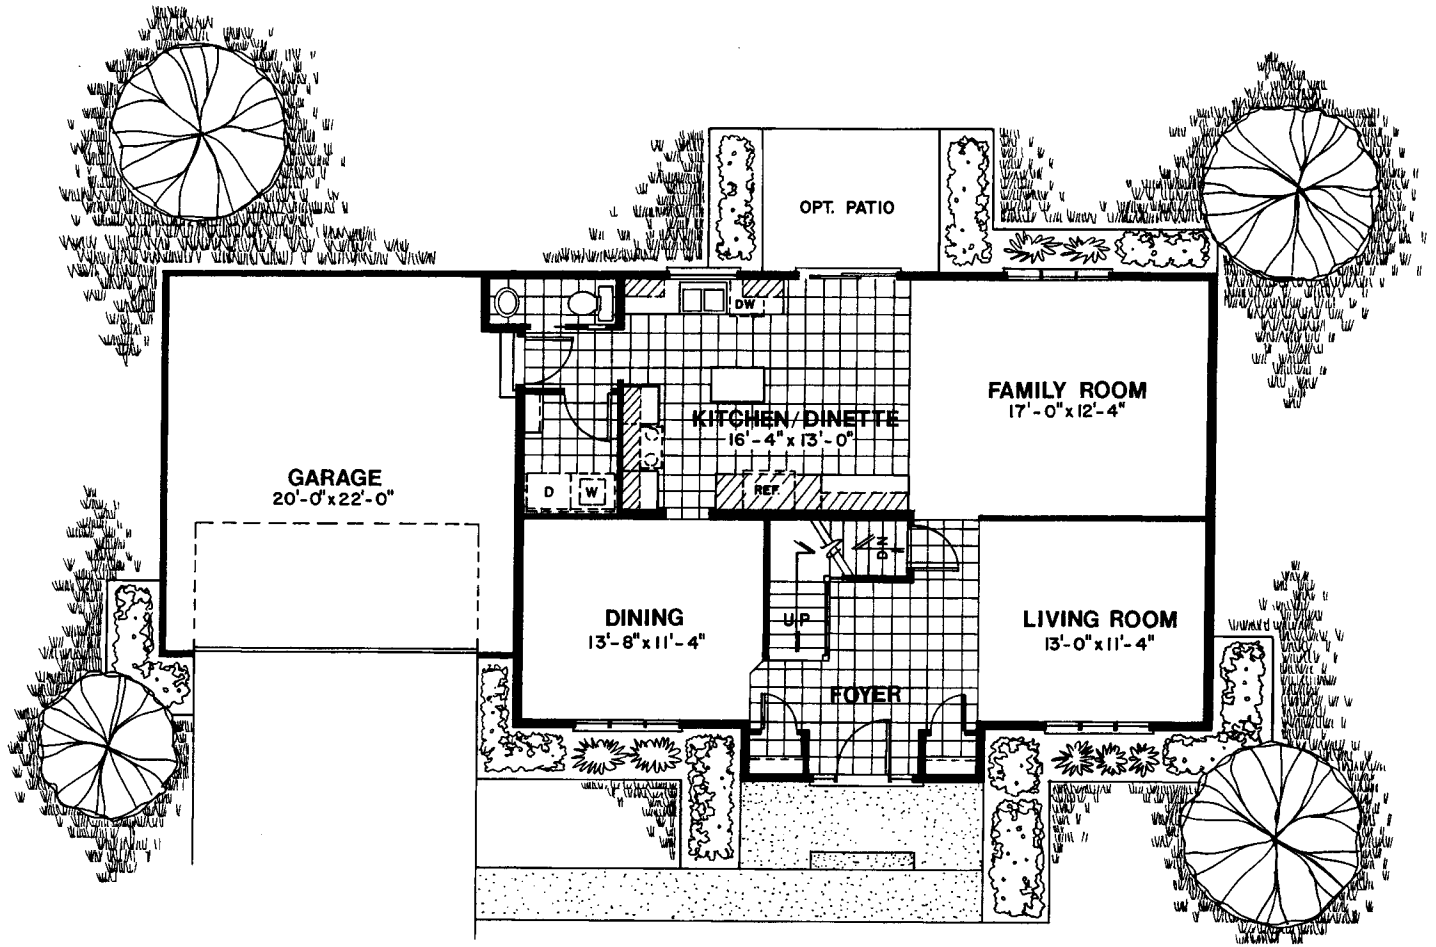 OPT. PATIO
DW
FAMILY ROOM
17'-0"x12'-4"
KITCHEN/DINETTE
16'-4"x13'-0"
GARAGE
20'-0"x22'-0"
D
W
REF.
DN
UP
DINING
13'-8"x11'-4"
LIVING ROOM
13'-0"x11'-4"
FOYER